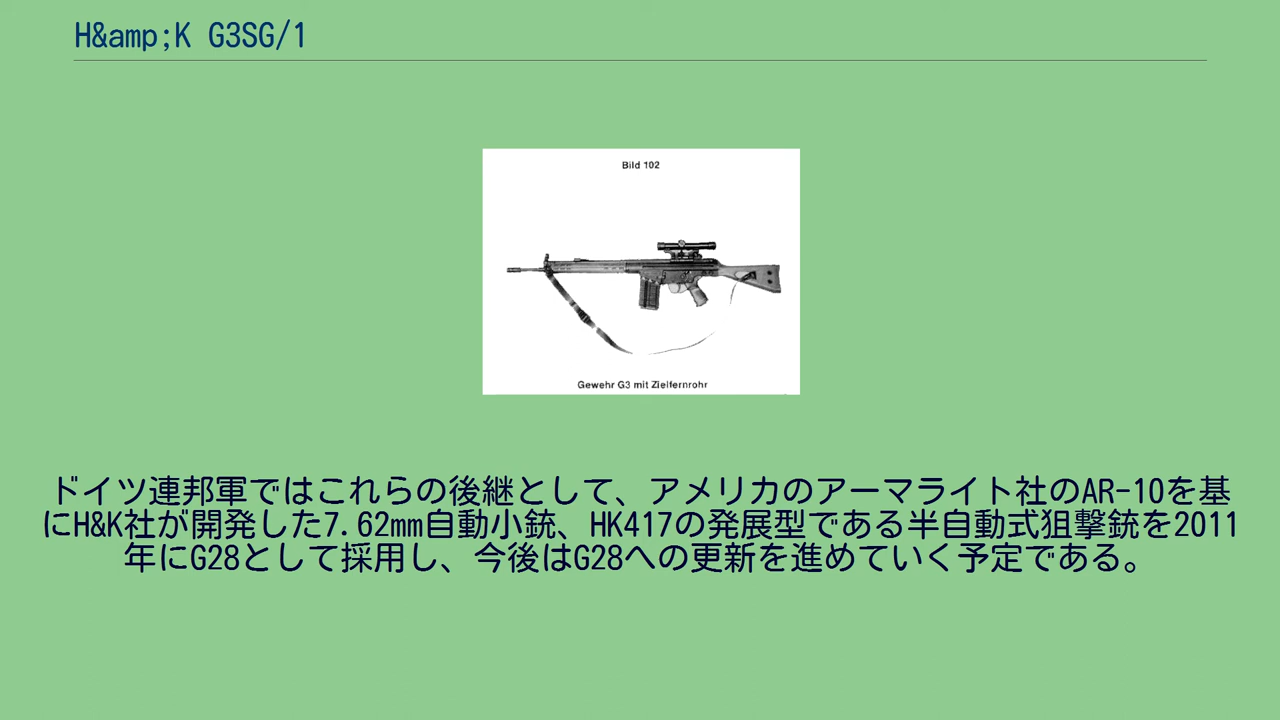 H&amp;K G3SG/1
Bild 102
Gewehr G3 mit Zielfernrohr
ドイツ連邦軍ではこれらの後継として、アメリカのアーマライト社のAR-10を基
にH&K社が開発した7.62mm自動小銃、HK417の発展型である半自動式狙撃銃を2011
年にG28として採用し、今後はG28への更新を進めていく予定である。